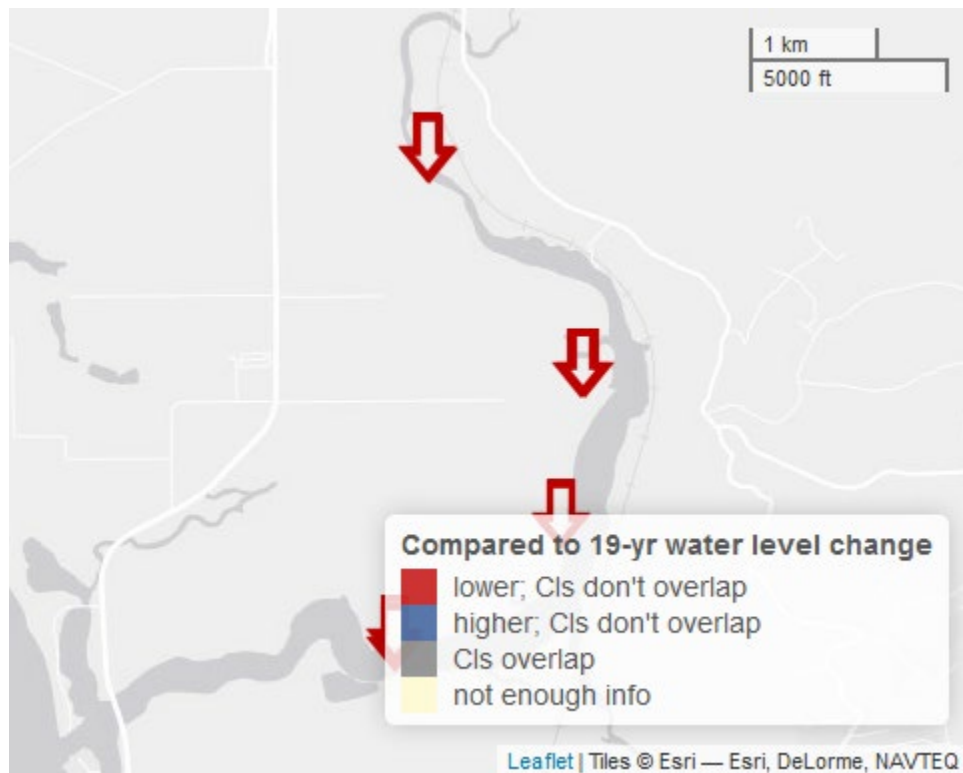 1 km
5000 ft
Compared to 19-yr water level change
lower; CIs don't overlap
higher; CIs don't overlap
CIs overlap
not enough info
Leaflet | Tiles © Esri — Esri, DeLorme, NAVTEQ